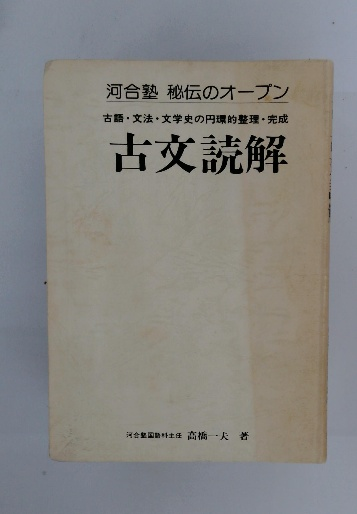 河合塾 秘伝のオープン
古語・文法・文学史の円環的整理・完成
古文読解
河合塾国語科主任 高橋一夫 著